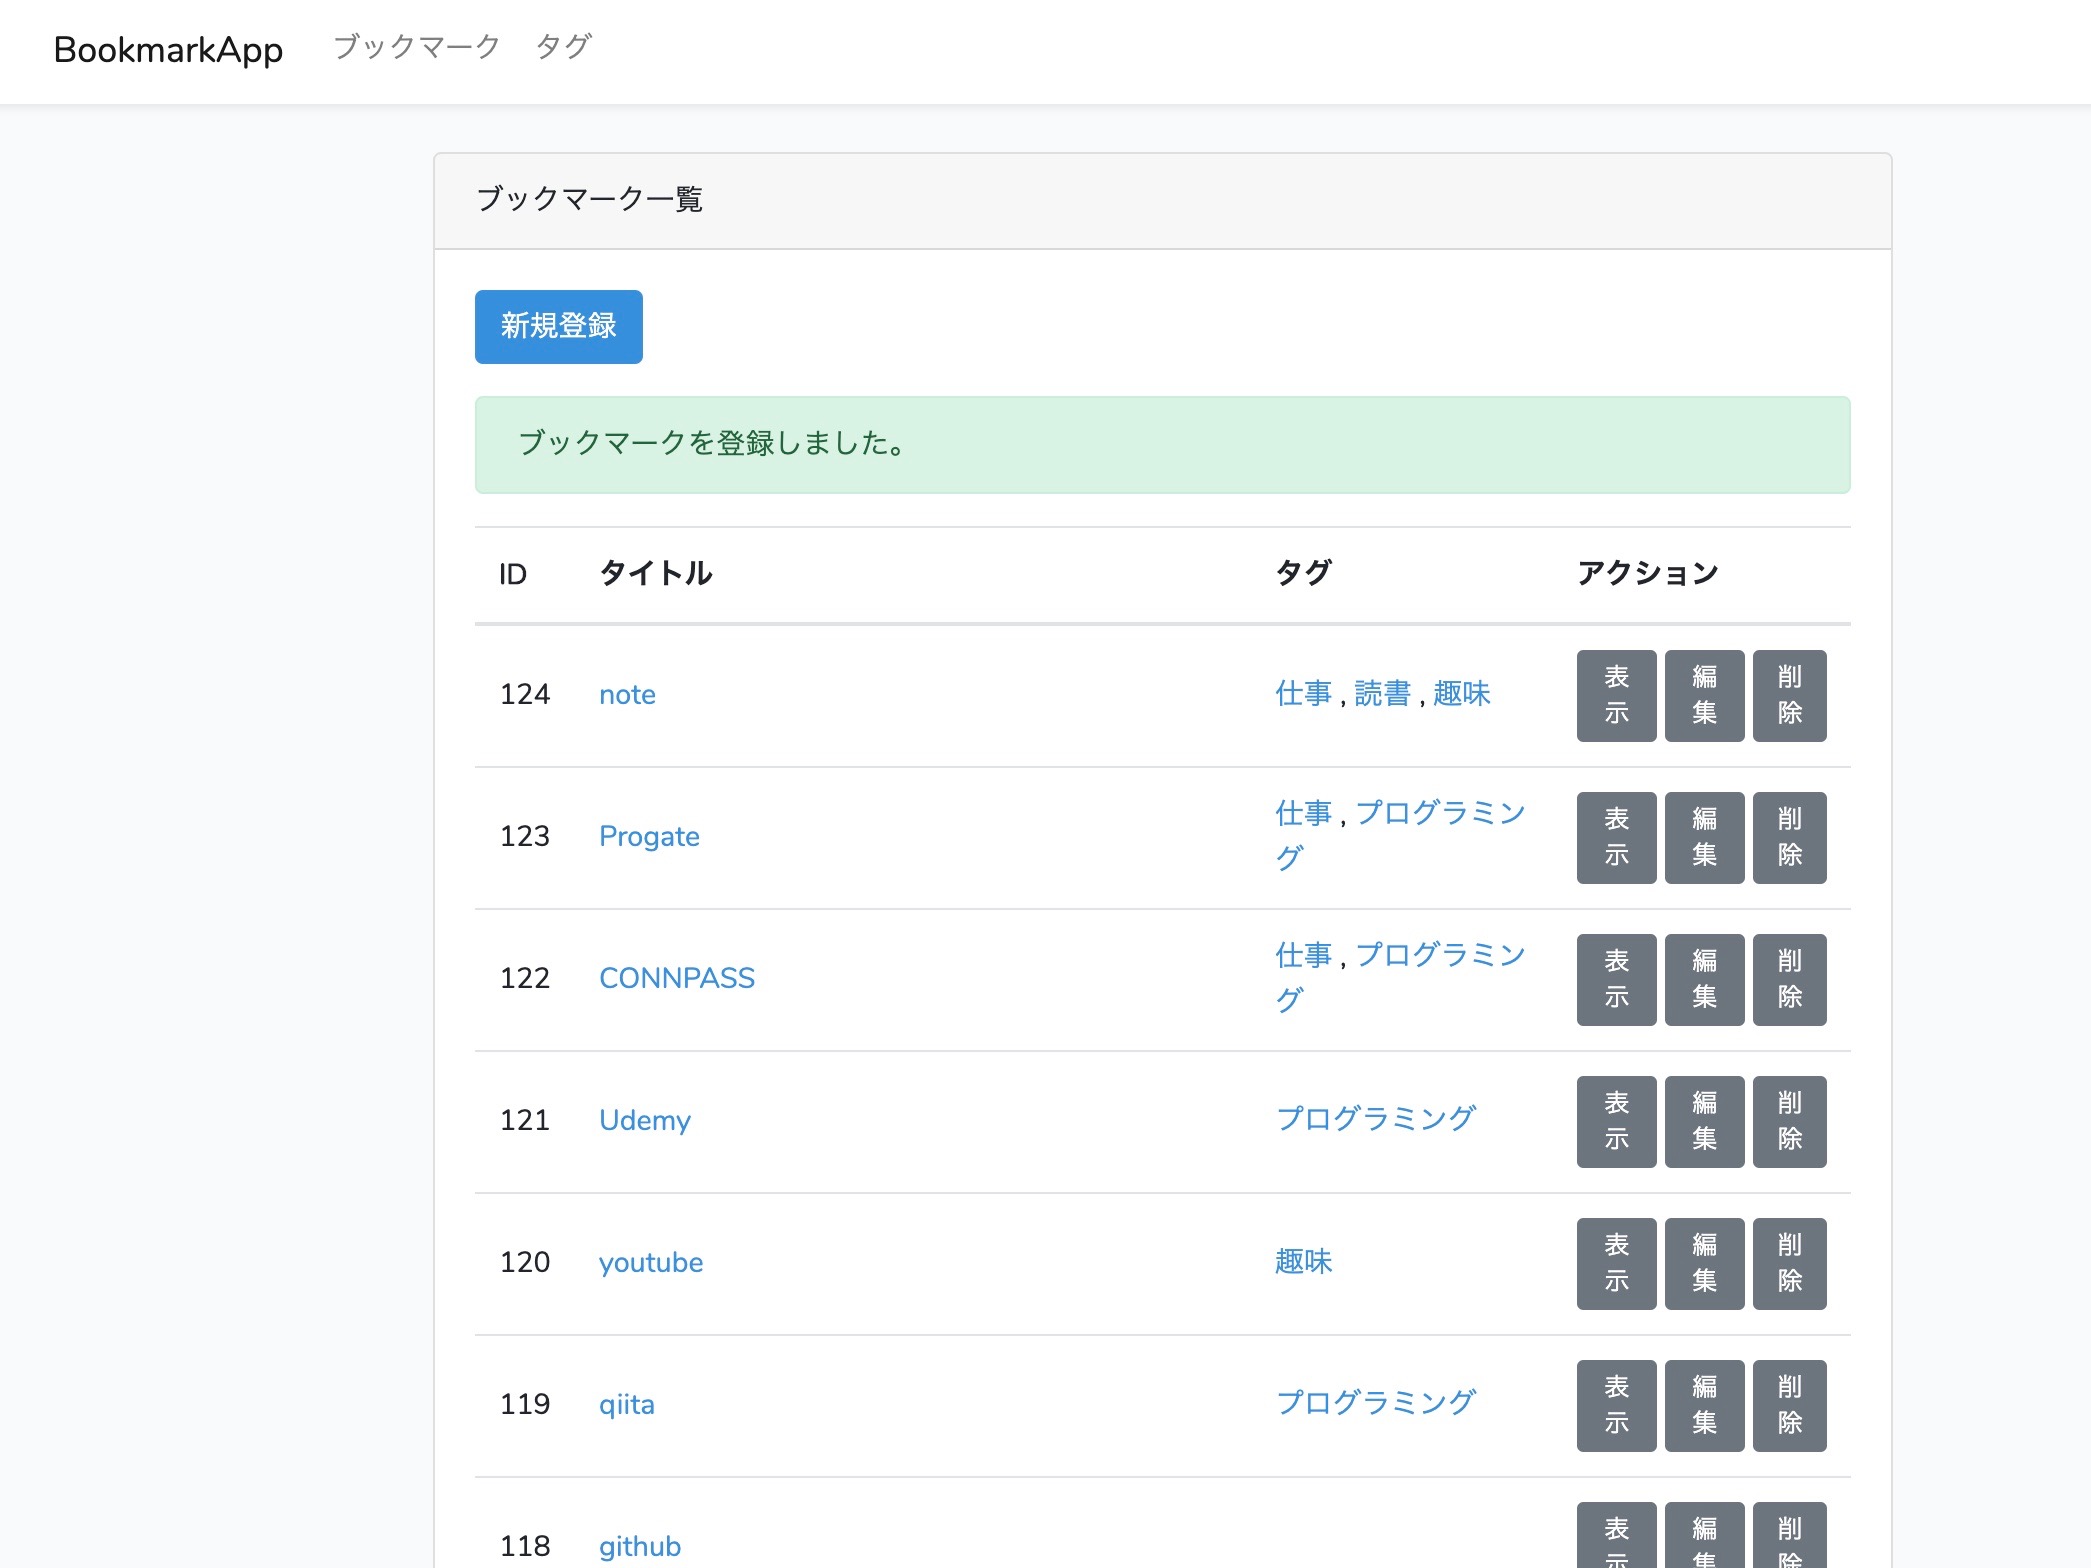 BookmarkApp ブックマーク タグ
ブックマーク一覧
新規登録
ブックマークを登録しました。
ID タイトル タグ アクション
124 note 仕事 , 読書 , 趣味 表示 編集 削除
123 Progate 仕事 , プログラミング 表示 編集 削除
122 CONNPASS 仕事 , プログラミング 表示 編集 削除
121 Udemy プログラミング 表示 編集 削除
120 youtube 趣味 表示 編集 削除
119 qiita プログラミング 表示 編集 削除
118 github 表示 編集 削除